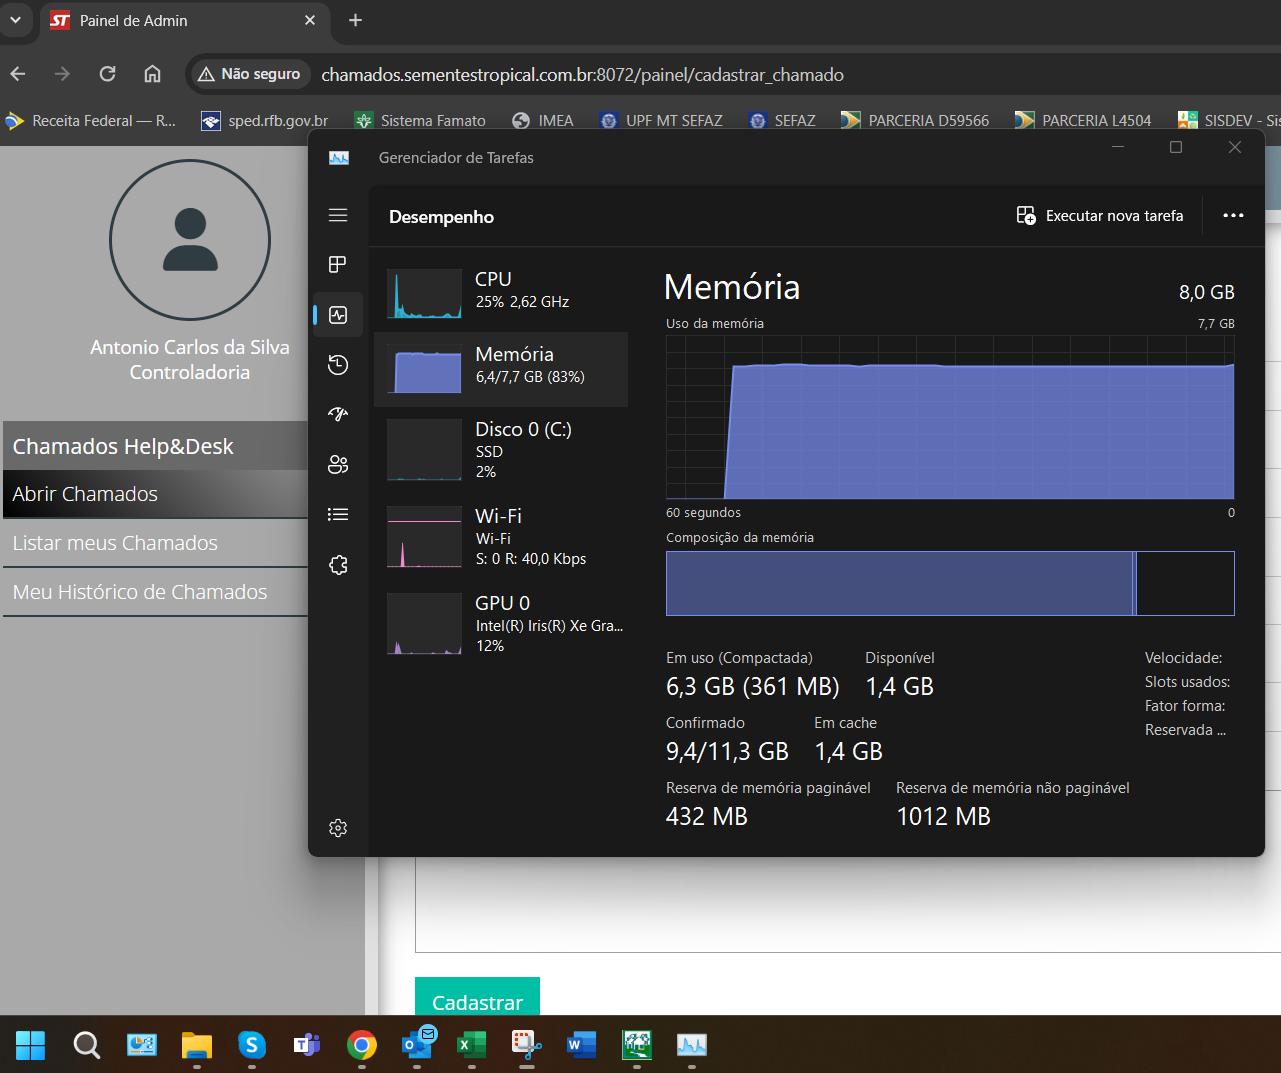 ST Painel de Admin
Não seguro chamados.sementestropical.com.br:8072/painel/cadastrar_chamado
Receita Federal — R... sped.rfb.gov.br Sistema Famato IMEA UPF MT SEFAZ SEFAZ PARCERIA D59566 PARCERIA L4504 SISDEV - Sis
Antonio Carlos da Silva
Controladoria
Chamados Help&Desk
Abrir Chamados
Listar meus Chamados
Meu Histórico de Chamados
Gerenciador de Tarefas
Desempenho
Executar nova tarefa
CPU
25% 2,62 GHz
Memória
6,4/7,7 GB (83%)
Disco 0 (C:)
SSD
2%
Wi-Fi
Wi-Fi
S: 0 R: 40,0 Kbps
GPU 0
Intel(R) Iris(R) Xe Gra...
12%
Memória 8,0 GB
Uso da memória 7,7 GB
60 segundos 0
Composição da memória
Em uso (Compactada) Disponível
6,3 GB (361 MB) 1,4 GB
Confirmado Em cache
9,4/11,3 GB 1,4 GB
Reserva de memória paginável Reserva de memória não paginável
432 MB 1012 MB
Velocidade:
Slots usados:
Fator forma:
Reservada ...
Cadastrar